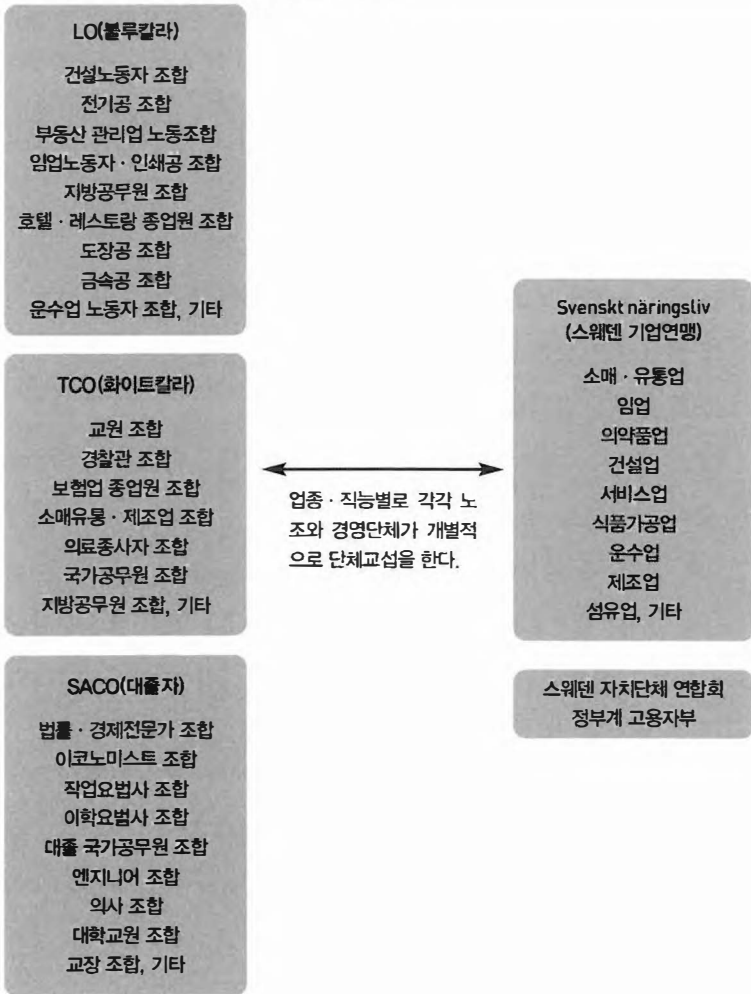 LO(블루칼라)
건설노동자 조합
전기공 조합
부동산 관리업 노동조합
임업노동자 · 인쇄공 조합
지방공무원 조합
호텔 · 레스토랑 종업원 조합
도장공 조합
금속공 조합
운수업 노동자 조합, 기타
TCO(화이트칼라)
교원 조합
경찰관 조합
보험업 종업원 조합
소매유통 · 제조업 조합
의료종사자 조합
국가공무원 조합
지방공무원 조합, 기타
SACO(대졸자)
법률 · 경제전문가 조합
이코노미스트 조합
작업요법사 조합
이학요법사 조합
대졸 국가공무원 조합
엔지니어 조합
의사 조합
대학교원 조합
교장 조합, 기타
업종 · 직능별로 각각 노
조와 경영단체가 개별적
으로 단체교섭을 한다.
Svenskt näringsliv
(스웨덴 기업연맹)
소매 · 유통업
임업
의약품업
건설업
서비스업
식품가공업
운수업
제조업
섬유업, 기타
스웨덴 자치단체 연합회
정부계 고용자부